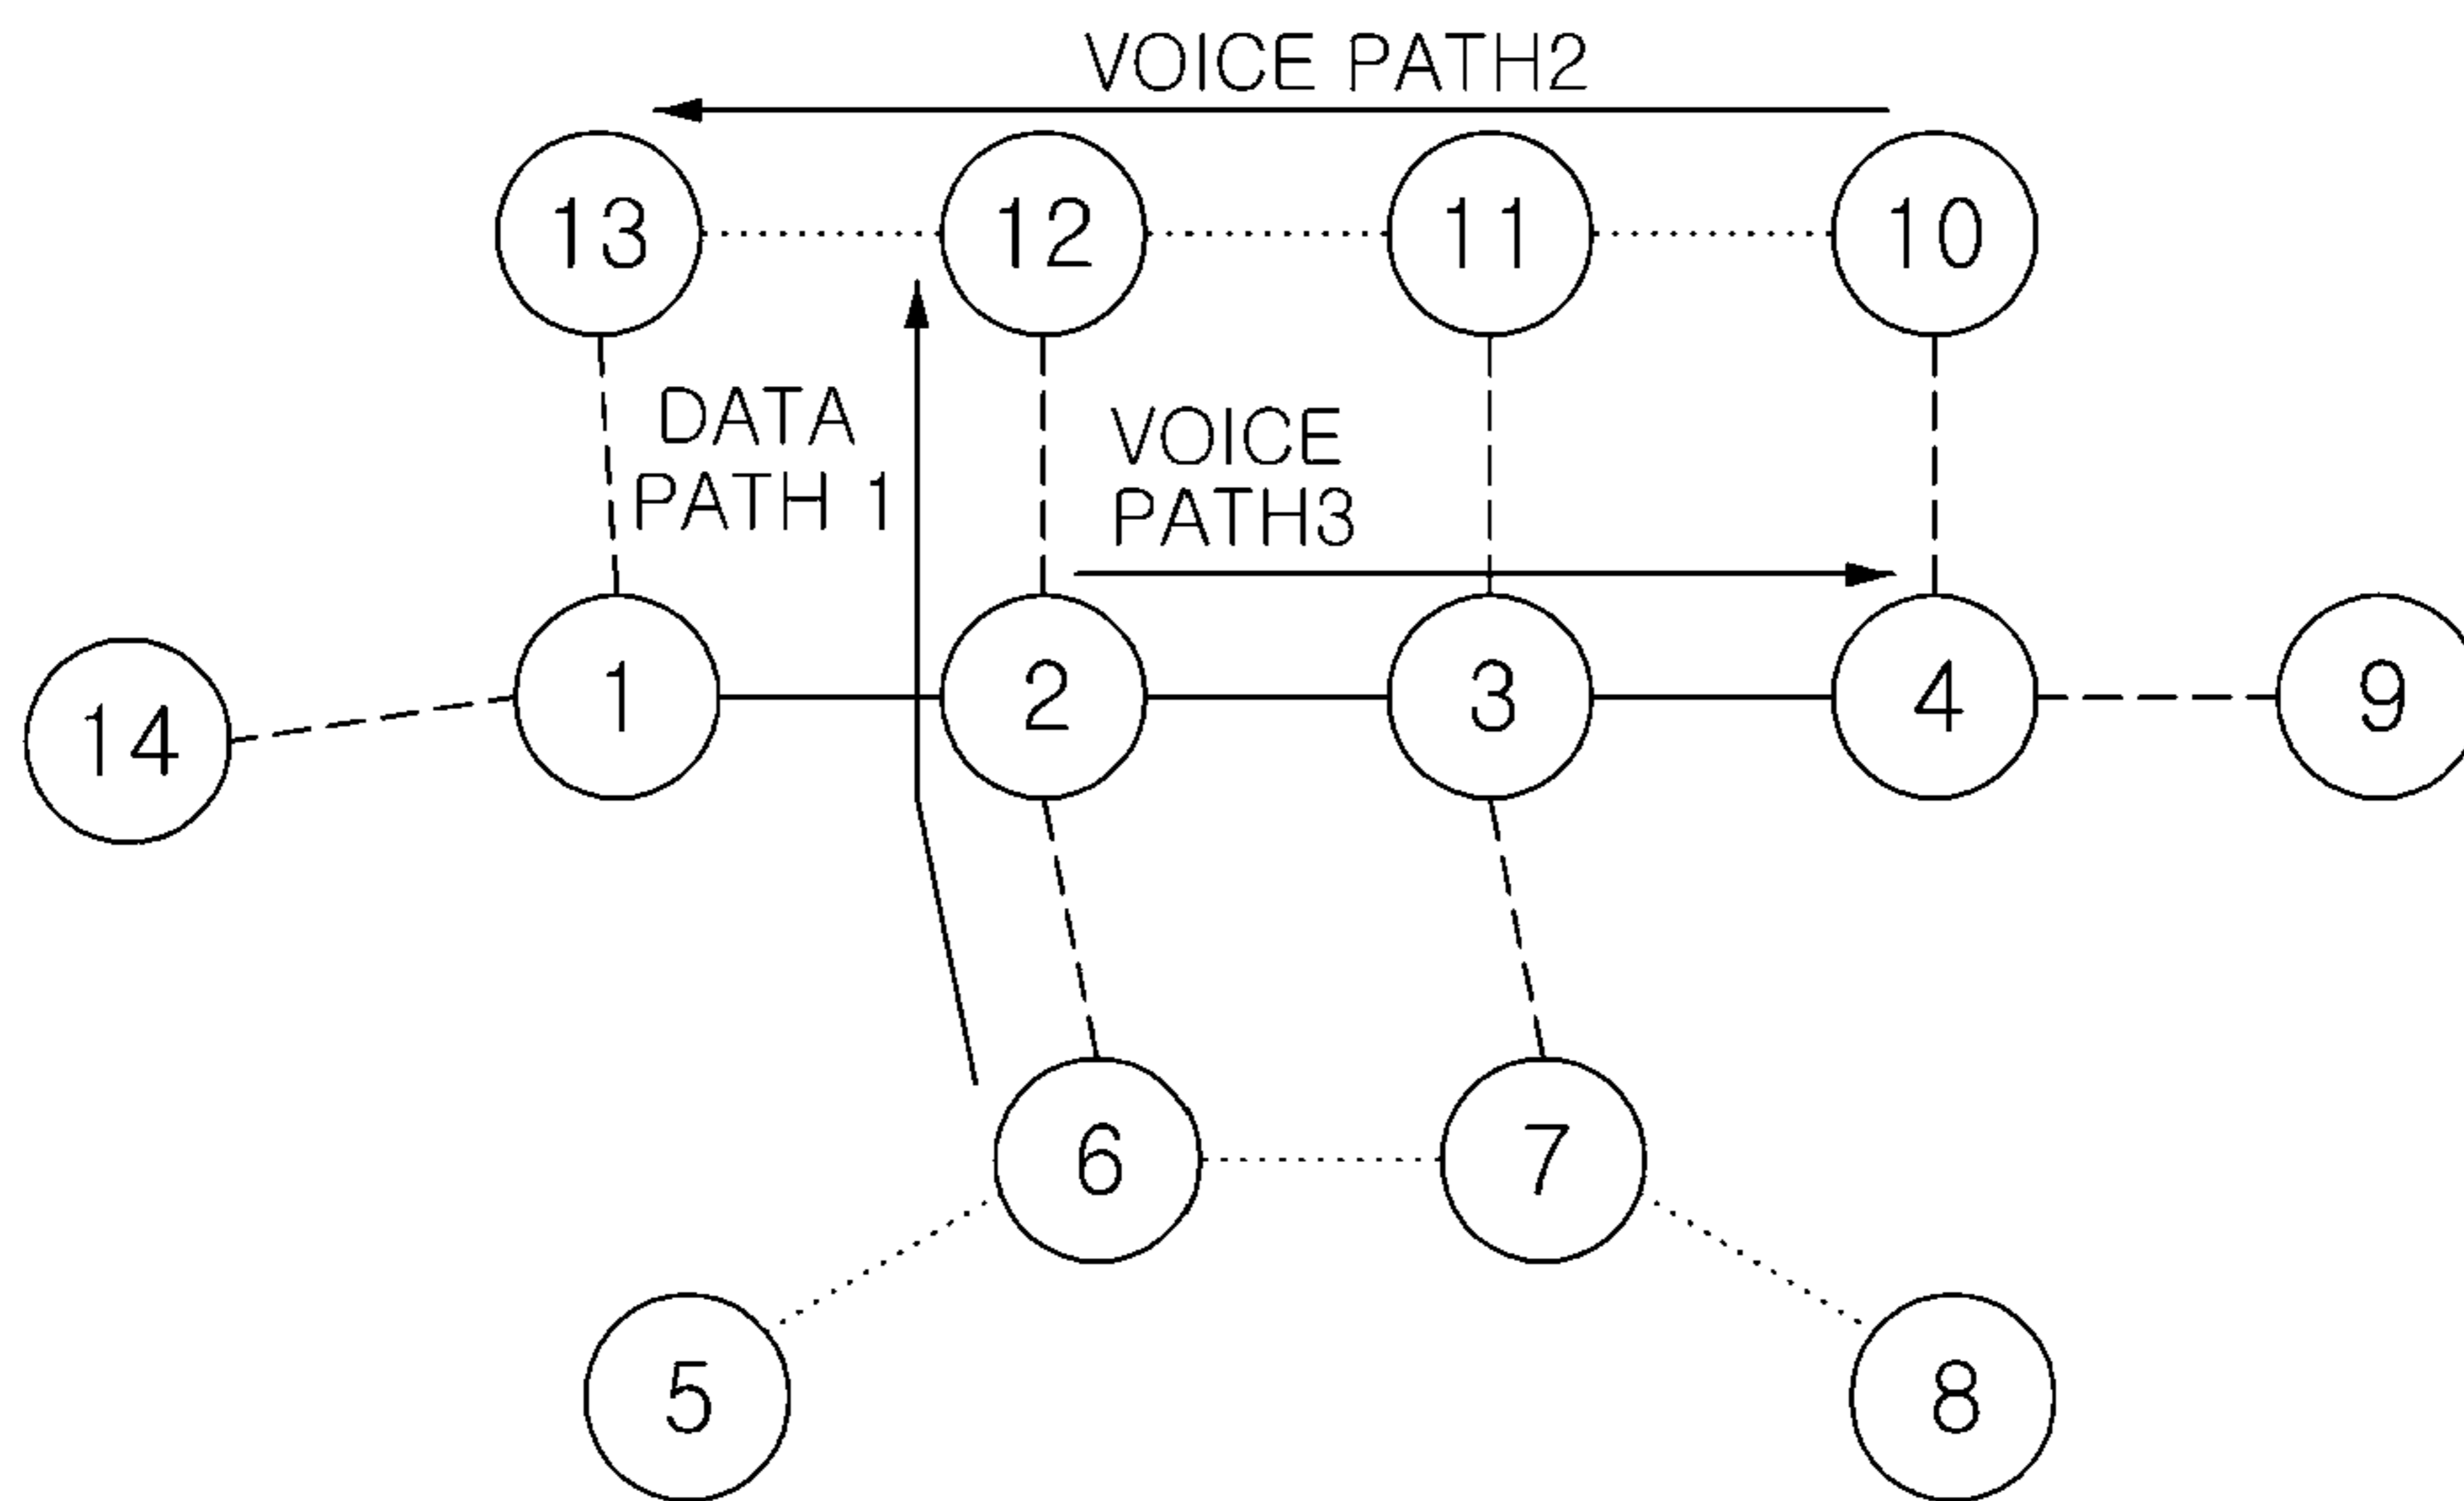 VOICE PATH2
13 12 11 10
DATA
PATH 1
VOICE
PATH3
14 1 2 3 4 9
6 7
5 8